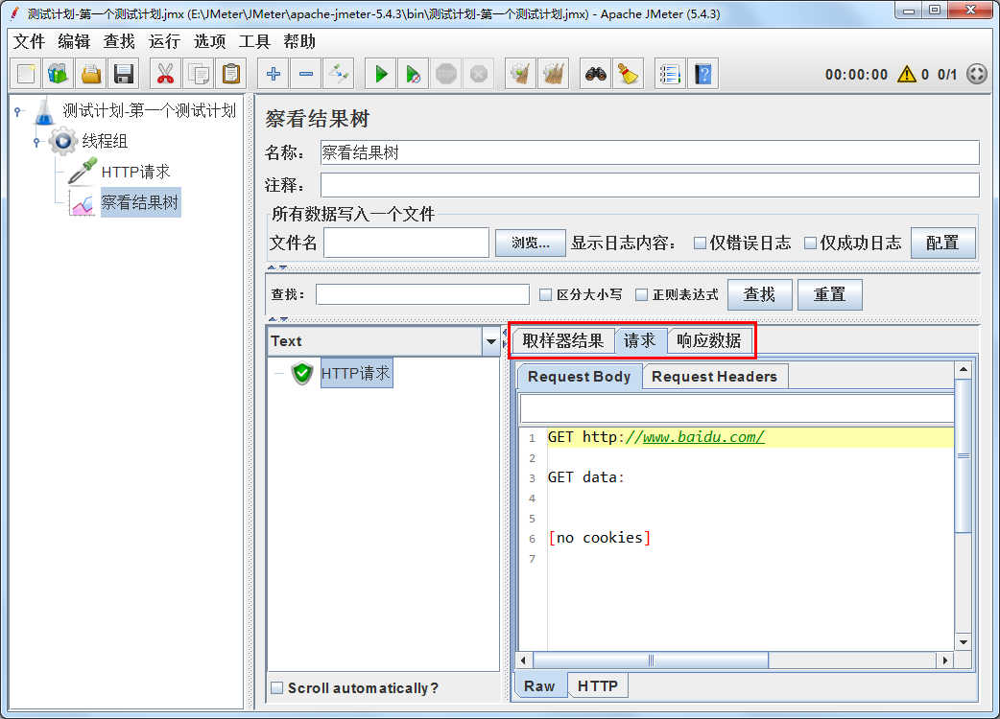 测试计划-第一个测试计划.jmx (E:\JMeter\JMeter\apache-jmeter-5.4.3\bin\测试计划-第一个测试计划.jmx) - Apache JMeter (5.4.3)
文件 编辑 查找 运行 选项 工具 帮助
STOP 00:00:00 0 0/1
测试计划-第一个测试计划
线程组
HTTP请求
察看结果树
察看结果树
名称： 察看结果树
注释：
所有数据写入一个文件
文件名 浏览... 显示日志内容： 仅错误日志 仅成功日志 配置
查找： 区分大小写 正则表达式 查找 重置
Text
HTTP请求
Scroll automatically?
取样器结果 请求 响应数据
Request Body Request Headers
1 GET http://www.baidu.com/
2
3 GET data:
4
5
6 [no cookies]
7
Raw HTTP